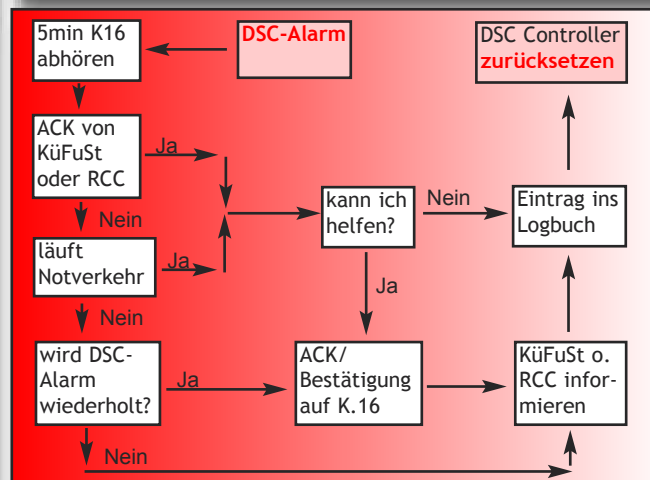 5min K16
abhören
DSC-Alarm
DSC Controller
zurücksetzen
ACK von
KüFuSt
oder RCC
Ja
Nein
kann ich
helfen?
Nein
Eintrag ins
Logbuch
läuft
Notverkehr
Ja
Ja
Nein
wird DSC-
Alarm
wiederholt?
Ja
ACK/
Bestätigung
auf K.16
KüFuSt o.
RCC infor-
mieren
Nein